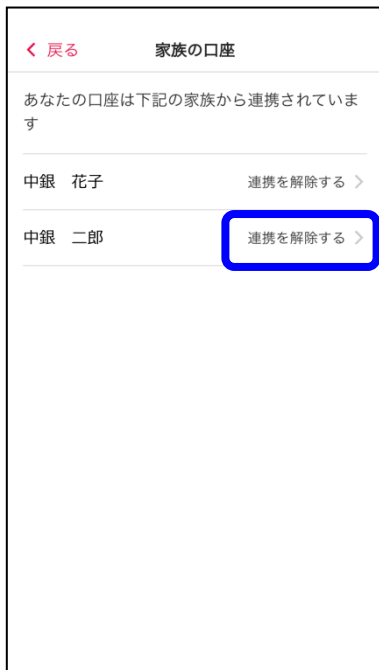 戻る 家族の口座
あなたの口座は下記の家族から連携されていま
す
中銀 花子 連携を解除する
中銀 二郎 連携を解除する